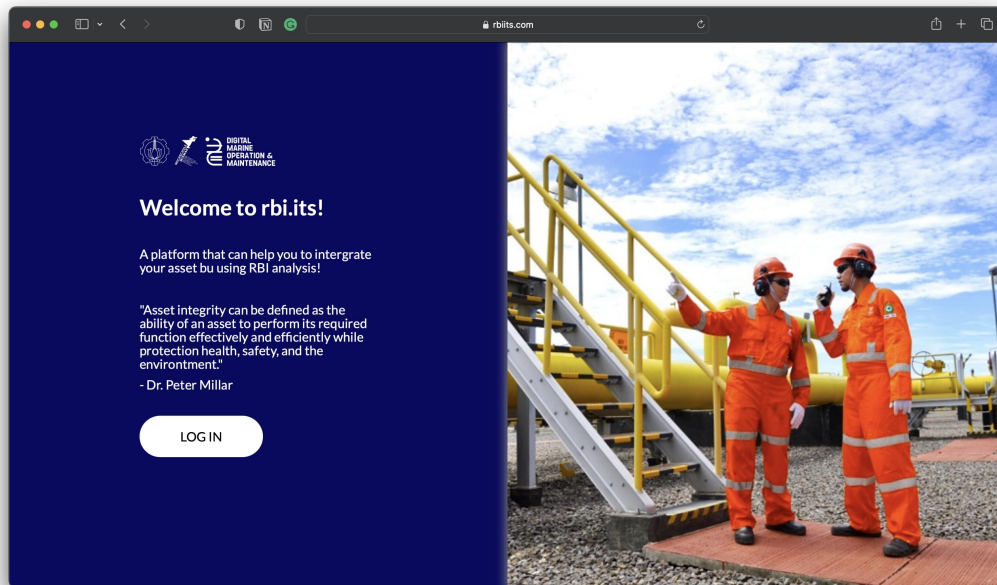 rbiits.com
DIGITAL
MARINE
OPERATION &
MAINTENANCE
Welcome to rbi.its!
A platform that can help you to intergrate
your asset bu using RBI analysis!
"Asset integrity can be defined as the
ability of an asset to perform its required
function effectively and efficiently while
protection health, safety, and the
environtment."
- Dr. Peter Millar
LOG IN